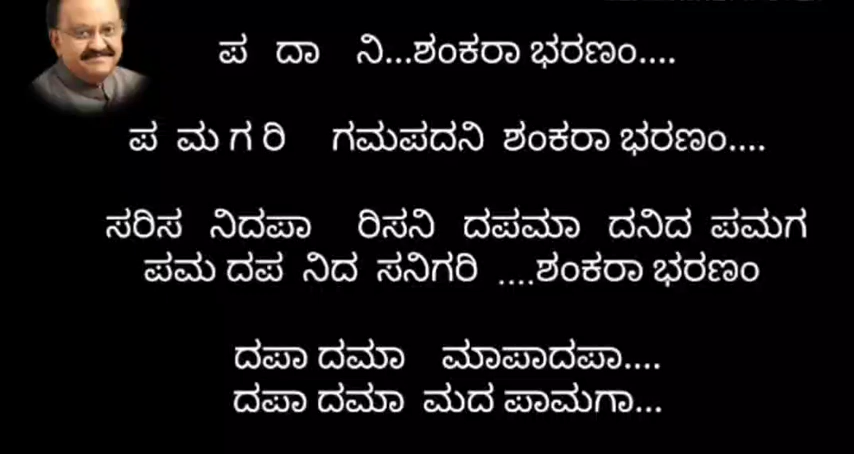 ಪ ದಾ ನಿ...ಶಂಕರಾ ಭರಣಂ....
ಪ ಮ ಗ ರಿ ಗಮಪದನಿ ಶಂಕರಾ ಭರಣಂ....
ಸರಿಸ ನಿದಪಾ ರಿಸನಿ ದಪಮಾ ದನಿದ ಪಮಗ
ಪಮ ದಪ ನಿದ ಸನಿಗರಿ ....ಶಂಕರಾ ಭರಣಂ
ದಪಾ ದಮಾ ಮಾಪಾದಪಾ....
ದಪಾ ದಮಾ ಮದ ಪಾಮಗಾ...